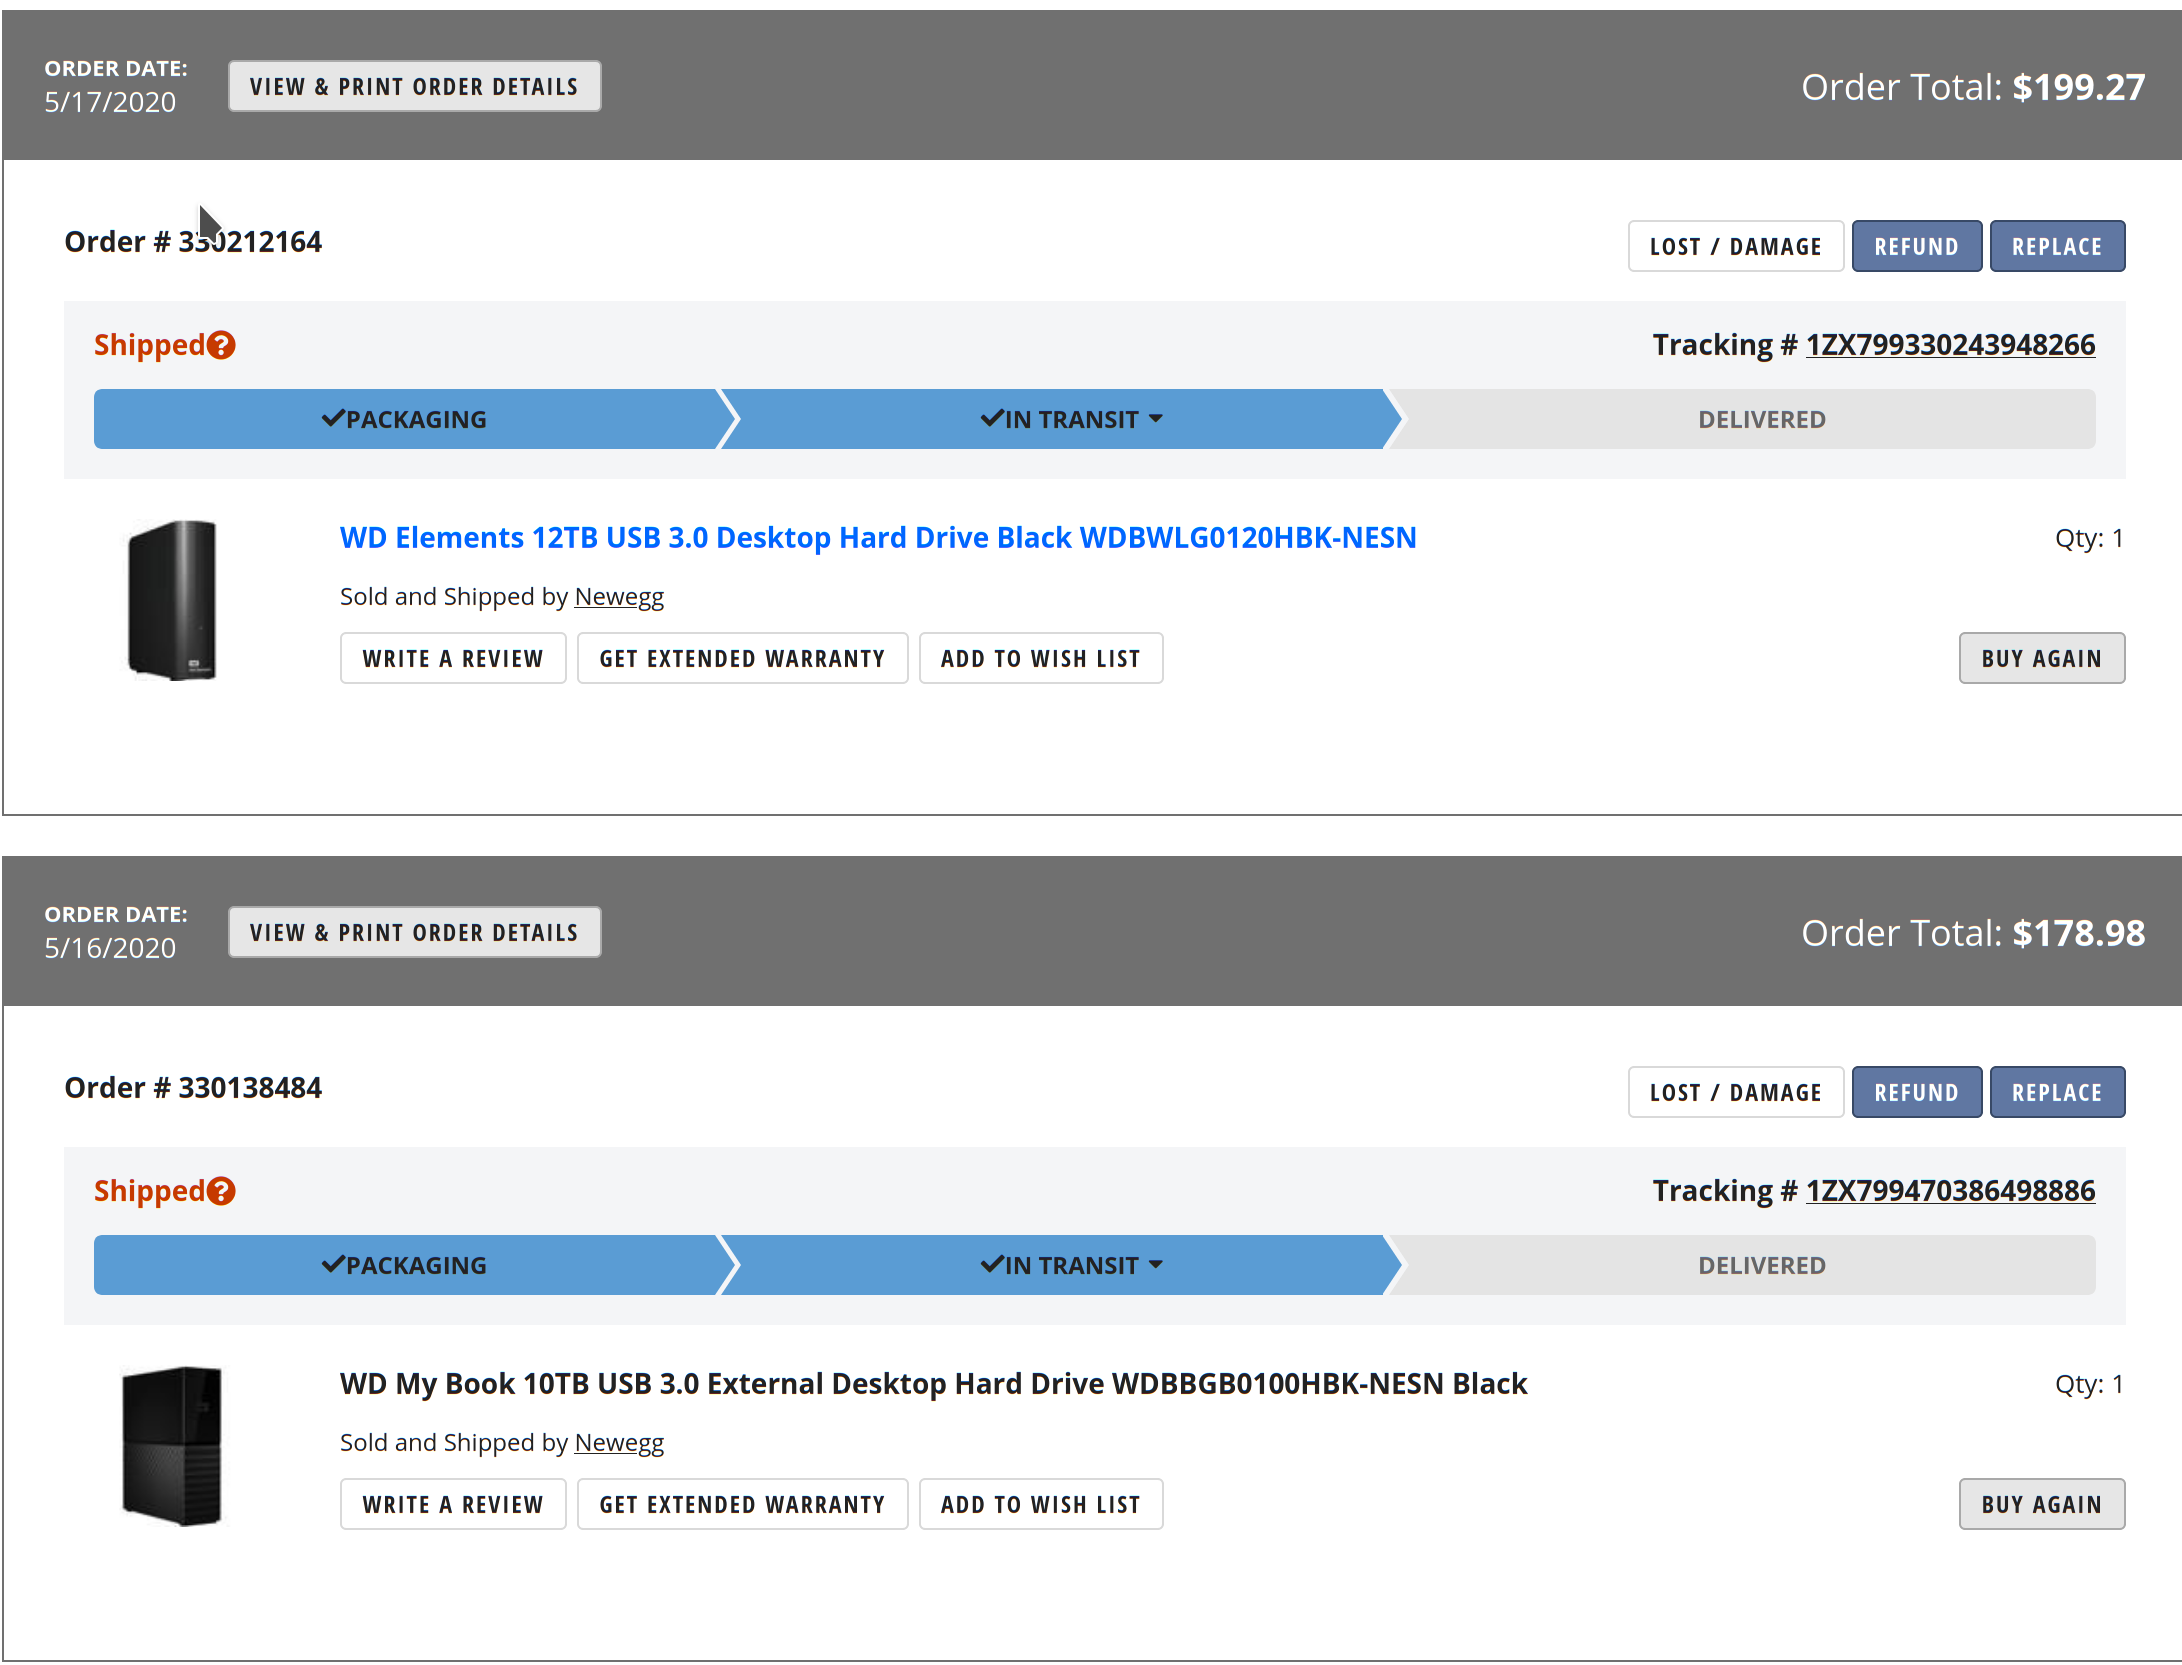 ORDER DATE:
5/17/2020
VIEW & PRINT ORDER DETAILS
Order Total: $199.27
Order # 330212164
LOST / DAMAGE
REFUND
REPLACE
Shipped
Tracking # 1ZX799330243948266
PACKAGING
IN TRANSIT
DELIVERED
WD Elements 12TB USB 3.0 Desktop Hard Drive Black WDBWLG0120HBK-NESN
Qty: 1
Sold and Shipped by Newegg
WRITE A REVIEW
GET EXTENDED WARRANTY
ADD TO WISH LIST
BUY AGAIN
ORDER DATE:
5/16/2020
VIEW & PRINT ORDER DETAILS
Order Total: $178.98
Order # 330138484
LOST / DAMAGE
REFUND
REPLACE
Shipped
Tracking # 1ZX799470386498886
PACKAGING
IN TRANSIT
DELIVERED
WD My Book 10TB USB 3.0 External Desktop Hard Drive WDBBGB0100HBK-NESN Black
Qty: 1
Sold and Shipped by Newegg
WRITE A REVIEW
GET EXTENDED WARRANTY
ADD TO WISH LIST
BUY AGAIN